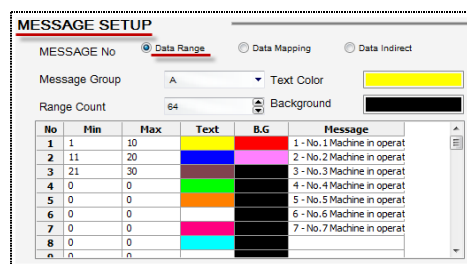 MESSAGE SETUP
MESSAGE No Data Range Data Mapping Data Indirect
Message Group A Text Color
Range Count 64 Background
No Min Max Text B.G Message
1 1 10 1 - No.1 Machine in operat
2 11 20 2 - No.2 Machine in operat
3 21 30 3 - No.3 Machine in operat
4 0 0 4 - No.4 Machine in operat
5 0 0 5 - No.5 Machine in operat
6 0 0 6 - No.6 Machine in operat
7 0 0 7 - No.7 Machine in operat
8 0 0
9 0 0